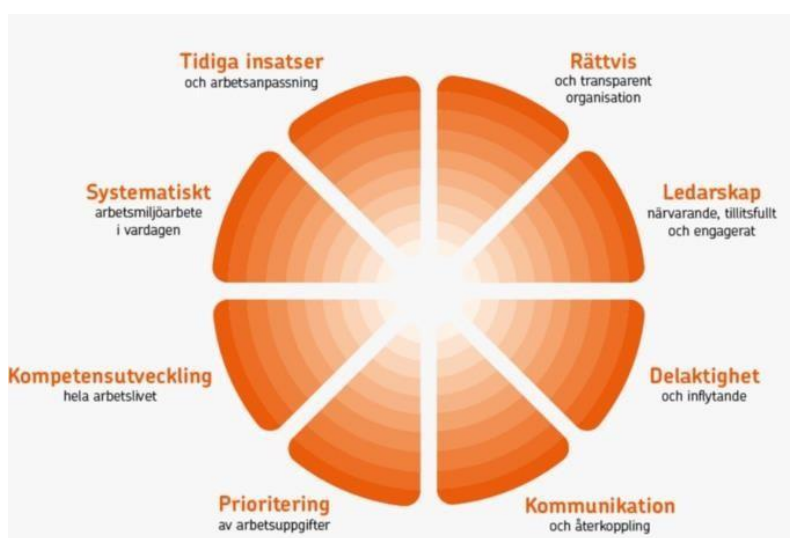 Tidiga insatser
och arbetsanpassning
Rättvis
och transparent
organisation
Systematiskt
arbetsmiljöarbete
i vardagen
Ledarskap
närvarande, tillitsfullt
och engagerat
Kompetensutveckling
hela arbetslivet
Delaktighet
och inflytande
Prioritering
av arbetsuppgifter
Kommunikation
och återkoppling